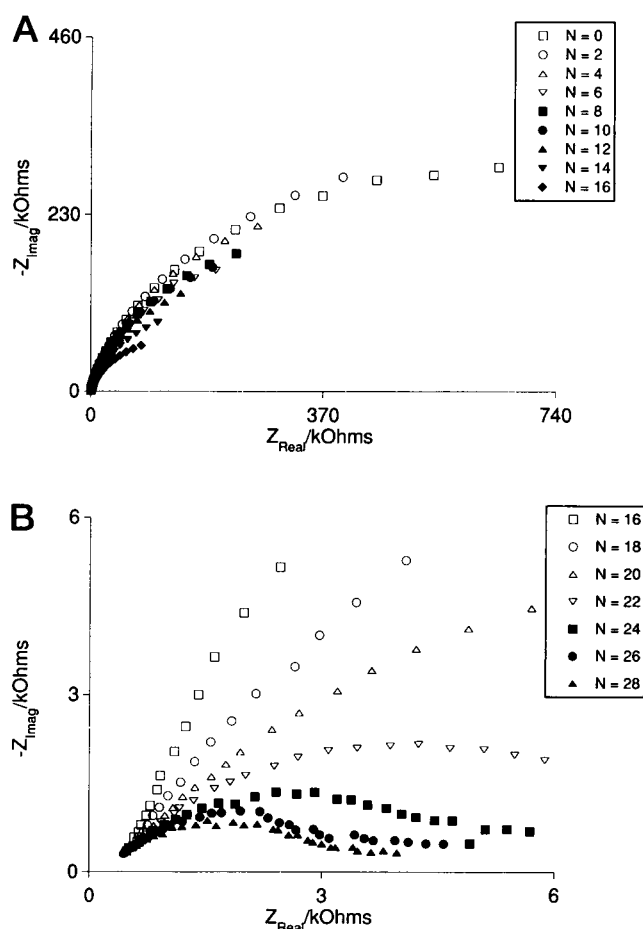 A
460
230
0
-Z_Imag/kOhms
0
370
740
Z_Real/kOhms
N = 0
N = 2
N = 4
N = 6
N = 8
N = 10
N = 12
N = 14
N = 16
B
6
3
0
-Z_Imag/kOhms
0
3
6
Z_Real/kOhms
N = 16
N = 18
N = 20
N = 22
N = 24
N = 26
N = 28